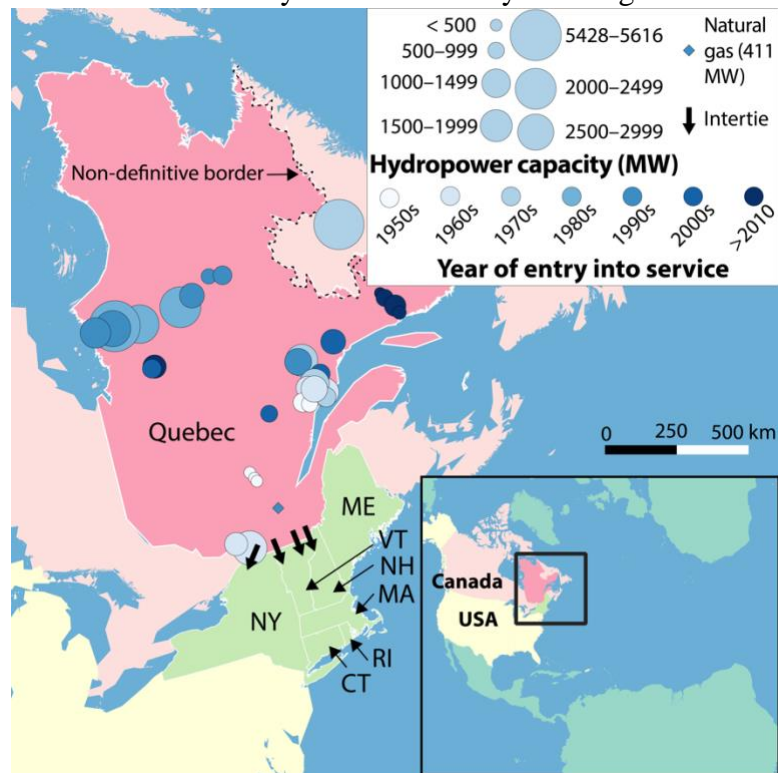 < 500
500–999
1000–1499
1500–1999
5428–5616
2000–2499
2500–2999
Natural
gas (411
MW)
Intertie
Hydropower capacity (MW)
1950s
1960s
1970s
1980s
1990s
2000s
>2010
Year of entry into service
Non-definitive border
Quebec
0 250 500 km
ME
VT
NH
MA
NY
RI
CT
Canada
USA